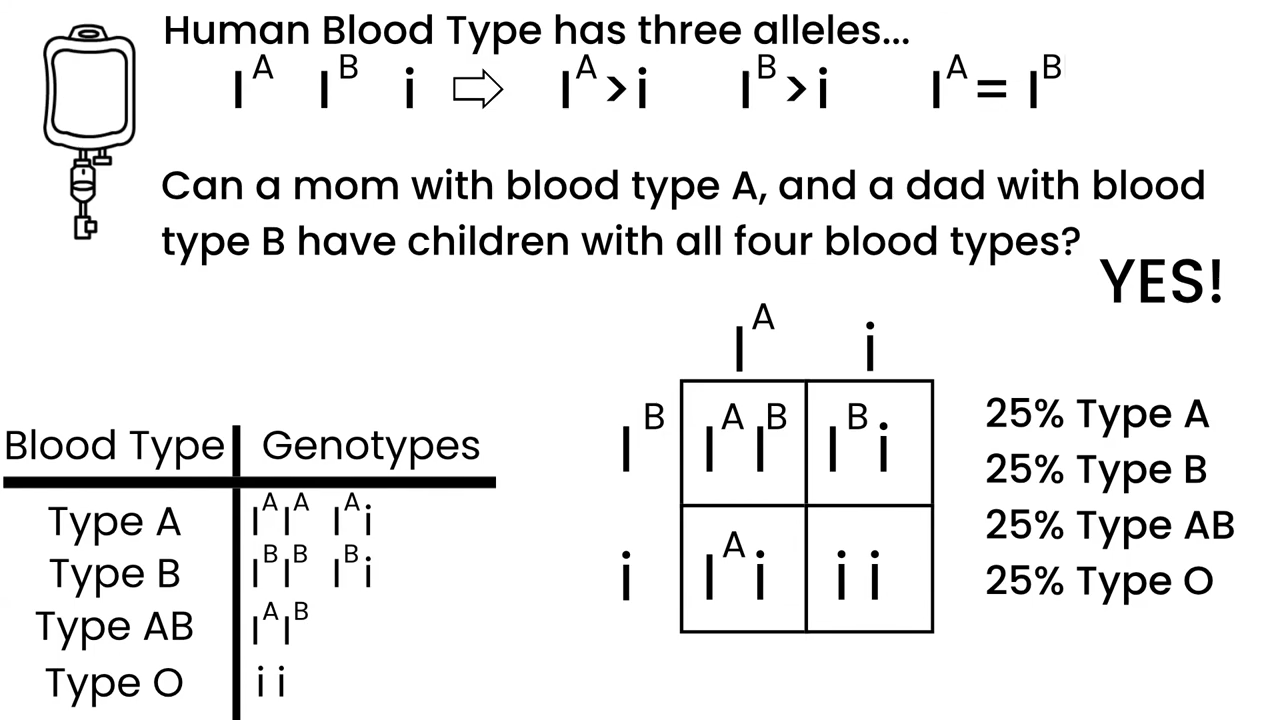 Human Blood Type has three alleles...
I^A I^B i ⇨ I^A > i I^B > i I^A = I^B
Can a mom with blood type A, and a dad with blood
type B have children with all four blood types?
YES!
I^A i
I^B I^A I^B I^B i
i I^A i i i
25% Type A
25% Type B
25% Type AB
25% Type O
Blood Type Genotypes
Type A I^A I^A I^A i
Type B I^B I^B I^B i
Type AB I^A I^B
Type O i i